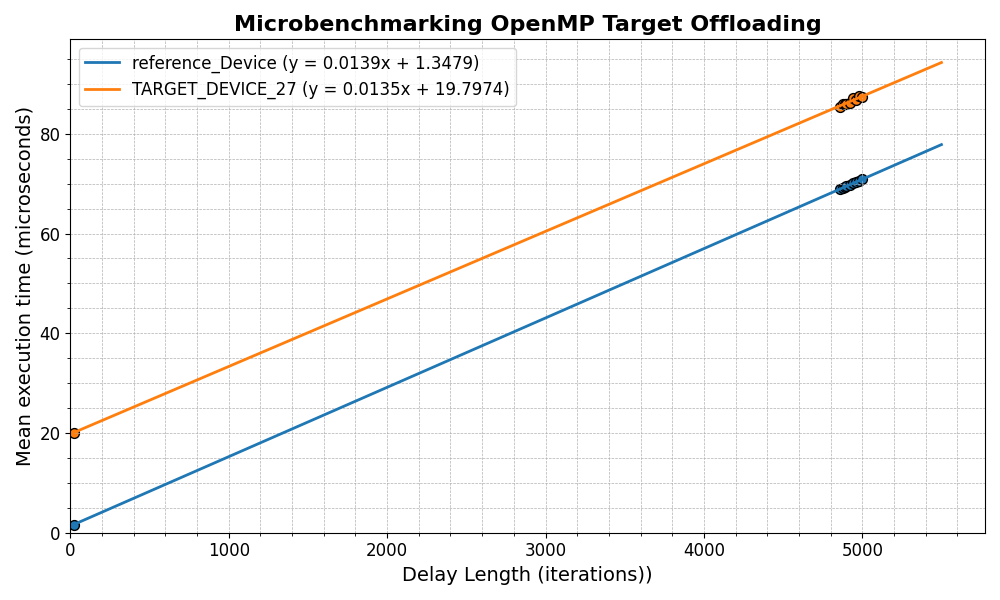 Microbenchmarking OpenMP Target Offloading
reference_Device (y = 0.0139x + 1.3479)
TARGET_DEVICE_27 (y = 0.0135x + 19.7974)
Mean execution time (microseconds)
80
60
40
20
0
0 1000 2000 3000 4000 5000
Delay Length (iterations))